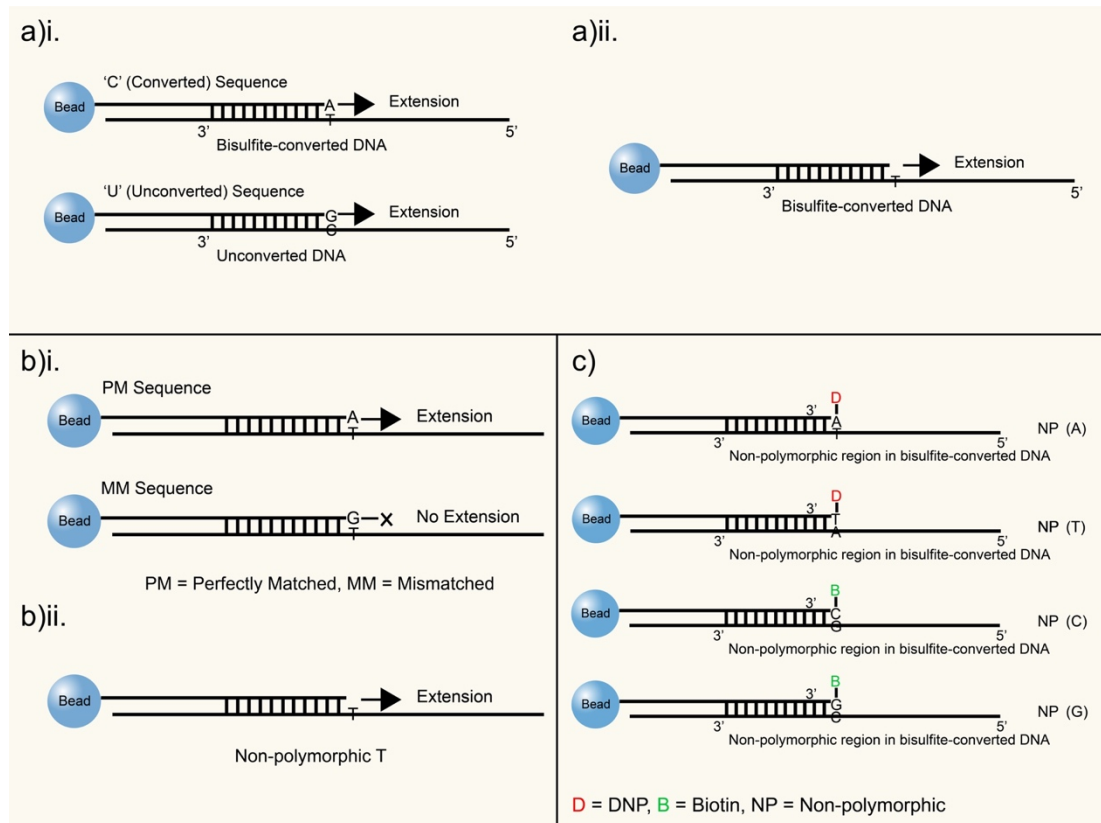 a)i.
'C' (Converted) Sequence
Bead
A
Extension
T
3'
5'
Bisulfite-converted DNA
'U' (Unconverted) Sequence
Bead
G
Extension
C
3'
5'
Unconverted DNA
a)ii.
Bead
Extension
T
3'
5'
Bisulfite-converted DNA
b)i.
PM Sequence
Bead
A
Extension
T
MM Sequence
Bead
G
x
No Extension
T
PM = Perfectly Matched, MM = Mismatched
b)ii.
Bead
Extension
T
Non-polymorphic T
c)
D
3'
Bead
A
T
3'
5'
NP (A)
Non-polymorphic region in bisulfite-converted DNA
D
3'
Bead
T
A
3'
5'
NP (T)
Non-polymorphic region in bisulfite-converted DNA
B
3'
Bead
C
G
3'
5'
NP (C)
Non-polymorphic region in bisulfite-converted DNA
B
3'
Bead
G
C
3'
5'
NP (G)
Non-polymorphic region in bisulfite-converted DNA
D = DNP, B = Biotin, NP = Non-polymorphic